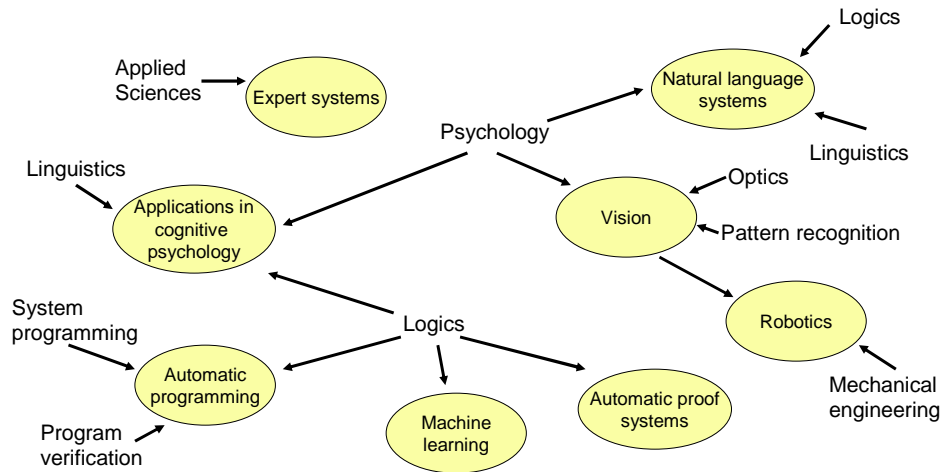 Logics
Applied
Sciences
Expert systems
Natural language
systems
Psychology
Linguistics
Linguistics
Optics
Applications in
cognitive
psychology
Vision
Pattern recognition
System
programming
Logics
Robotics
Automatic
programming
Mechanical
engineering
Automatic proof
systems
Machine
learning
Program
verification